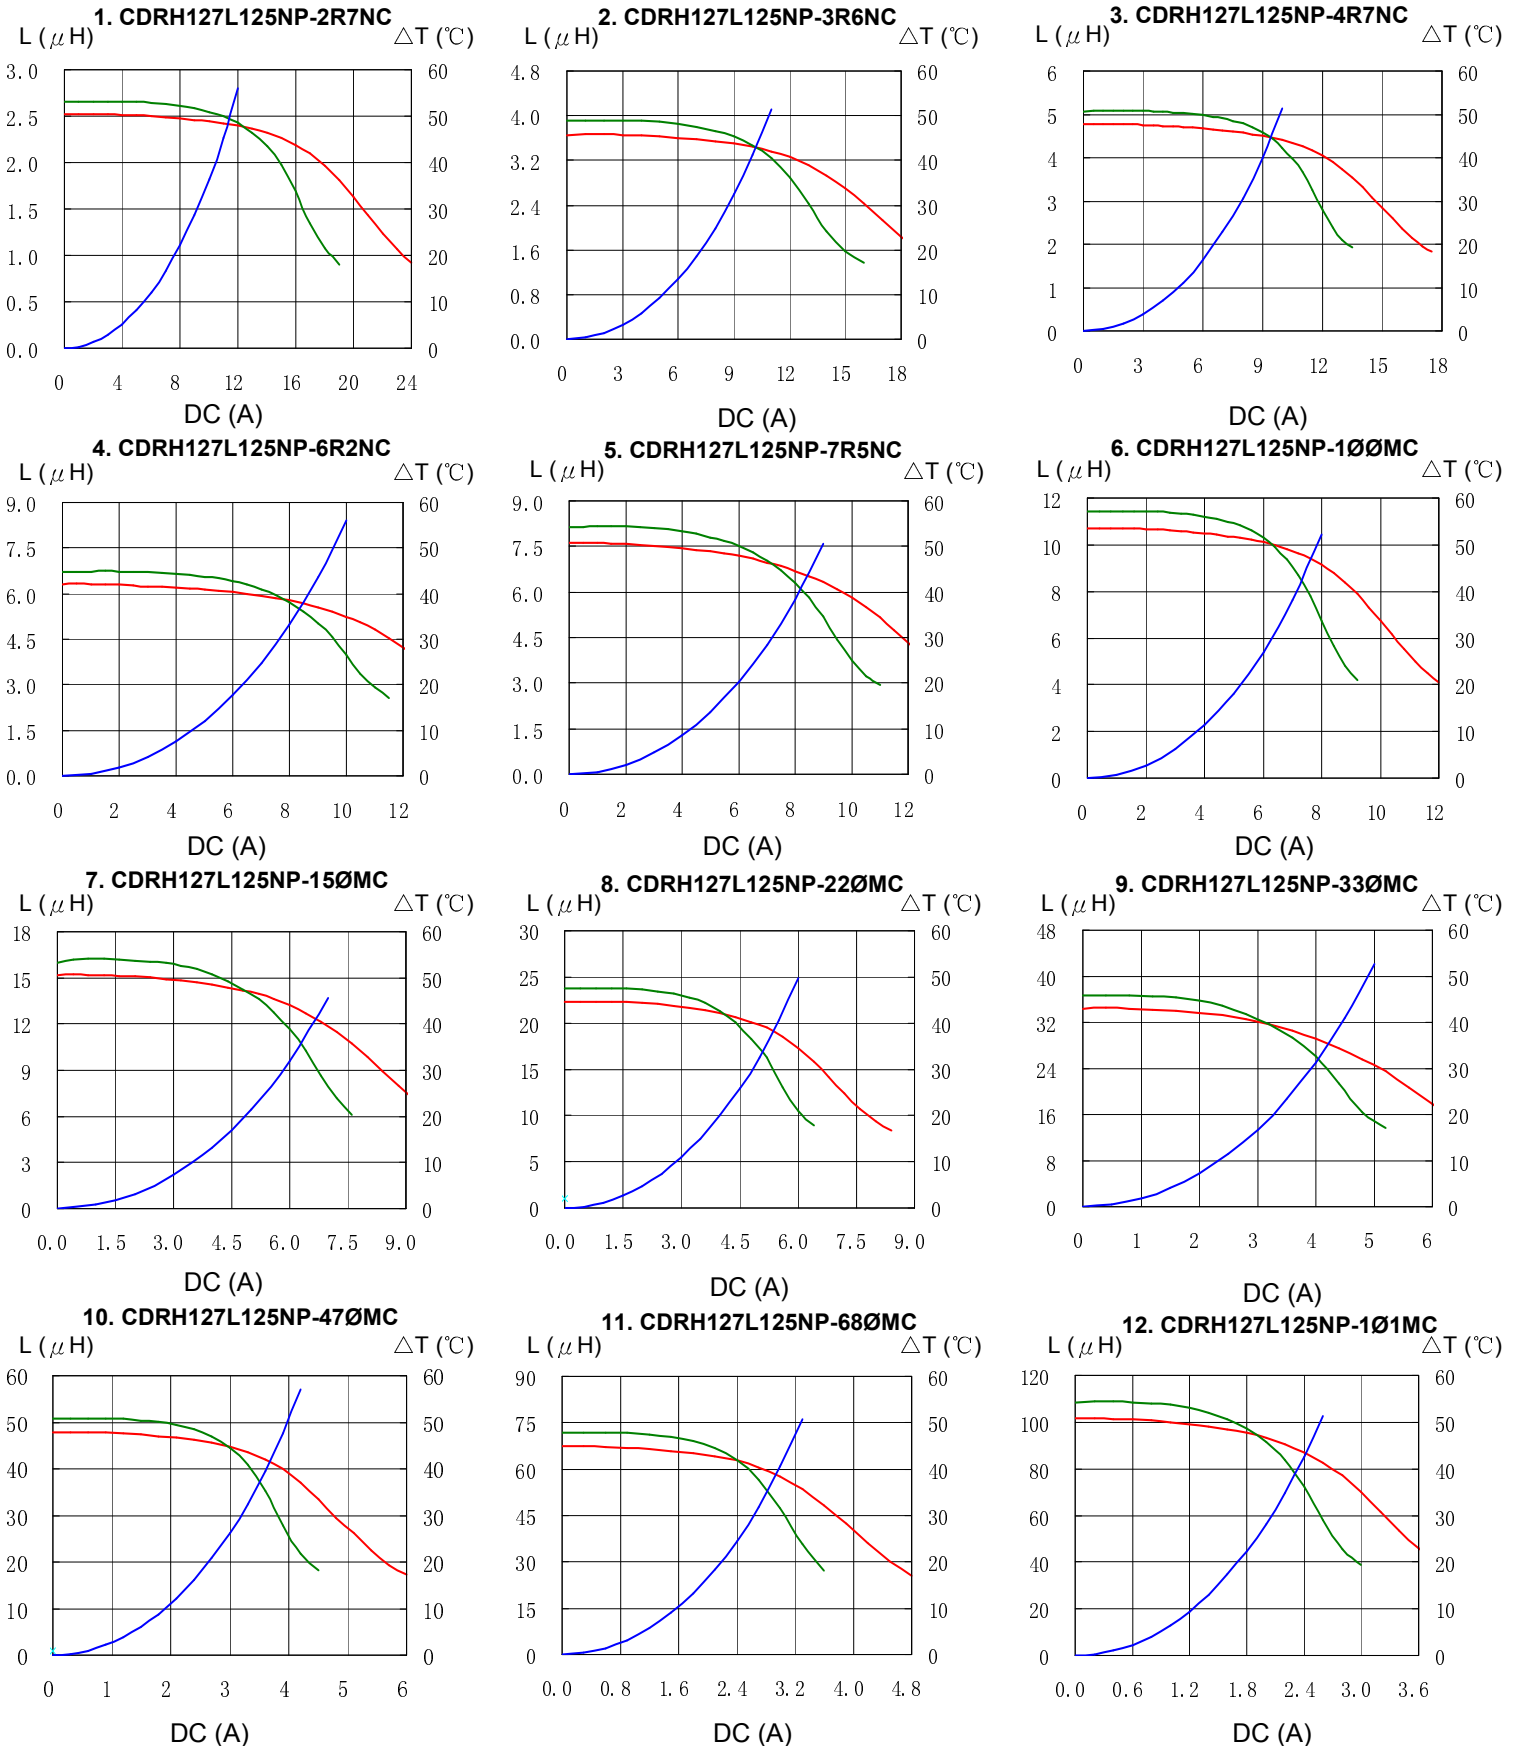 1. CDRH127L125NP-2R7NC
L (μH) △T (℃)
3.0 60
2.5 50
2.0 40
1.5 30
1.0 20
0.5 10
0.0 0
0 4 8 12 16 20 24
DC (A)
2. CDRH127L125NP-3R6NC
L (μH) △T (℃)
4.8 60
4.0 50
3.2 40
2.4 30
1.6 20
0.8 10
0.0 0
0 3 6 9 12 15 18
DC (A)
3. CDRH127L125NP-4R7NC
L (μH) △T (℃)
6 60
5 50
4 40
3 30
2 20
1 10
0 0
0 3 6 9 12 15 18
DC (A)
4. CDRH127L125NP-6R2NC
L (μH) △T (℃)
9.0 60
7.5 50
6.0 40
4.5 30
3.0 20
1.5 10
0.0 0
0 2 4 6 8 10 12
DC (A)
5. CDRH127L125NP-7R5NC
L (μH) △T (℃)
9.0 60
7.5 50
6.0 40
4.5 30
3.0 20
1.5 10
0.0 0
0 2 4 6 8 10 12
DC (A)
6. CDRH127L125NP-1ØØMC
L (μH) △T (℃)
12 60
10 50
8 40
6 30
4 20
2 10
0 0
0 2 4 6 8 10 12
DC (A)
7. CDRH127L125NP-15ØMC
L (μH) △T (℃)
18 60
15 50
12 40
9 30
6 20
3 10
0 0
0.0 1.5 3.0 4.5 6.0 7.5 9.0
DC (A)
8. CDRH127L125NP-22ØMC
L (μH) △T (℃)
30 60
25 50
20 40
15 30
10 20
5 10
0 0
0.0 1.5 3.0 4.5 6.0 7.5 9.0
DC (A)
9. CDRH127L125NP-33ØMC
L (μH) △T (℃)
48 60
40 50
32 40
24 30
16 20
8 10
0 0
0 1 2 3 4 5 6
DC (A)
10. CDRH127L125NP-47ØMC
L (μH) △T (℃)
60 60
50 50
40 40
30 30
20 20
10 10
0 0
0 1 2 3 4 5 6
DC (A)
11. CDRH127L125NP-68ØMC
L (μH) △T (℃)
90 60
75 50
60 40
45 30
30 20
15 10
0 0
0.0 0.8 1.6 2.4 3.2 4.0 4.8
DC (A)
12. CDRH127L125NP-1Ø1MC
L (μH) △T (℃)
120 60
100 50
80 40
60 30
40 20
20 10
0 0
0.0 0.6 1.2 1.8 2.4 3.0 3.6
DC (A)